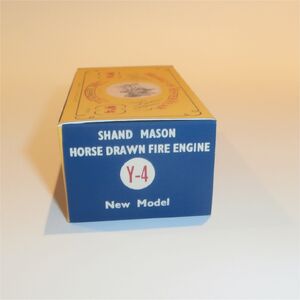 SHAND MASON
HORSE DRAWN FIRE ENGINE
Y-4
New Model